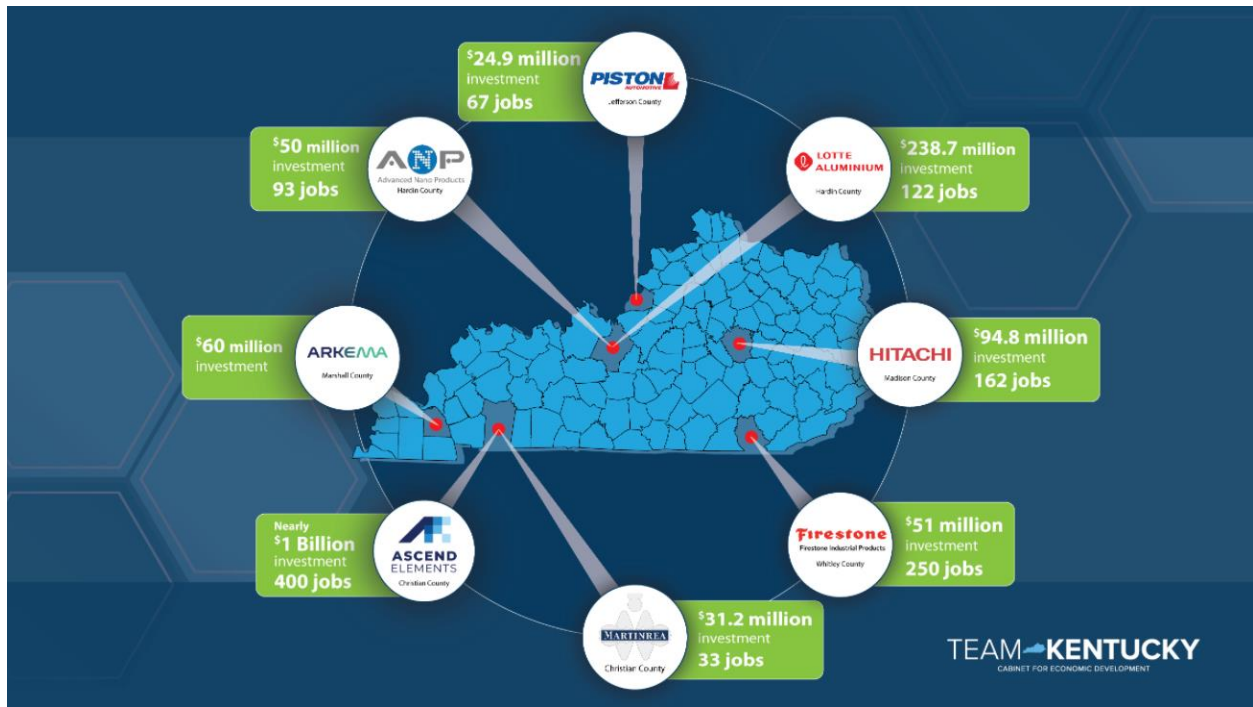 $24.9 million
investment
67 jobs
PISTON
AUTOMOTIVE
Jefferson County
$50 million
investment
93 jobs
ANP
Advanced Nano Products
Hardin County
LOTTE
ALUMINIUM
Hardin County
$238.7 million
investment
122 jobs
$60 million
investment
ARKEMA
Marshall County
HITACHI
Madison County
$94.8 million
investment
162 jobs
Nearly
$1 Billion
investment
400 jobs
ASCEND
ELEMENTS
Christian County
Firestone
Firestone Industrial Products
Whitley County
$51 million
investment
250 jobs
MARTINREA
Christian County
$31.2 million
investment
33 jobs
TEAM KENTUCKY
CABINET FOR ECONOMIC DEVELOPMENT